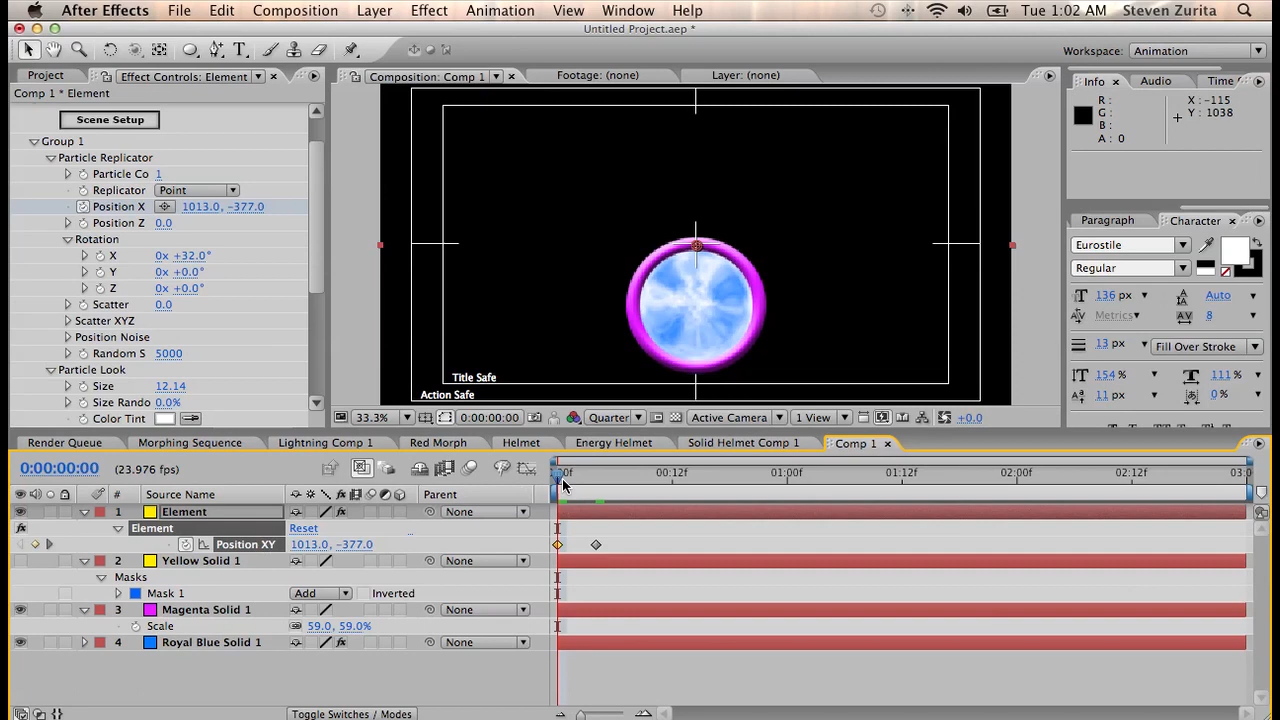 After Effects File Edit Composition Layer Effect Animation View Window Help Tue 1:02 AM Steven Zurita
Untitled Project.aep *
Workspace: Animation
Project Effect Controls: Element Composition: Comp 1 Footage: (none) Layer: (none) Info Audio Time
Comp 1 * Element
Scene Setup
Group 1
Particle Replicator
Particle Co 1
Replicator Point
Position X 1013.0, -377.0
Position Z 0.0
Rotation
X 0x +32.0°
Y 0x +0.0°
Z 0x +0.0°
Scatter 0.0
Scatter XYZ
Position Noise
Random S 5000
Particle Look
Size 12.14
Size Rando 0.0%
Color Tint
Title Safe
Action Safe
33.3% 0:00:00:00 Quarter Active Camera 1 View +0.0
R: X: -115
G: Y: 1038
B:
A: 0
Paragraph Character
Eurostile
Regular
136 px Auto
Metrics 8
13 px Fill Over Stroke
154 % 111 %
11 px 0 %
Render Queue Morphing Sequence Lightning Comp 1 Red Morph Helmet Energy Helmet Solid Helmet Comp 1 Comp 1
0:00:00:00 (23.976 fps) 00f 00:12f 01:00f 01:12f 02:00f 02:12f 03:0
# Source Name Parent
1 Element None
Element Reset
Position XY 1013.0, -377.0
2 Yellow Solid 1 None
Masks
Mask 1 Add Inverted
3 Magenta Solid 1 None
Scale 59.0, 59.0%
4 Royal Blue Solid 1 None
Toggle Switches / Modes